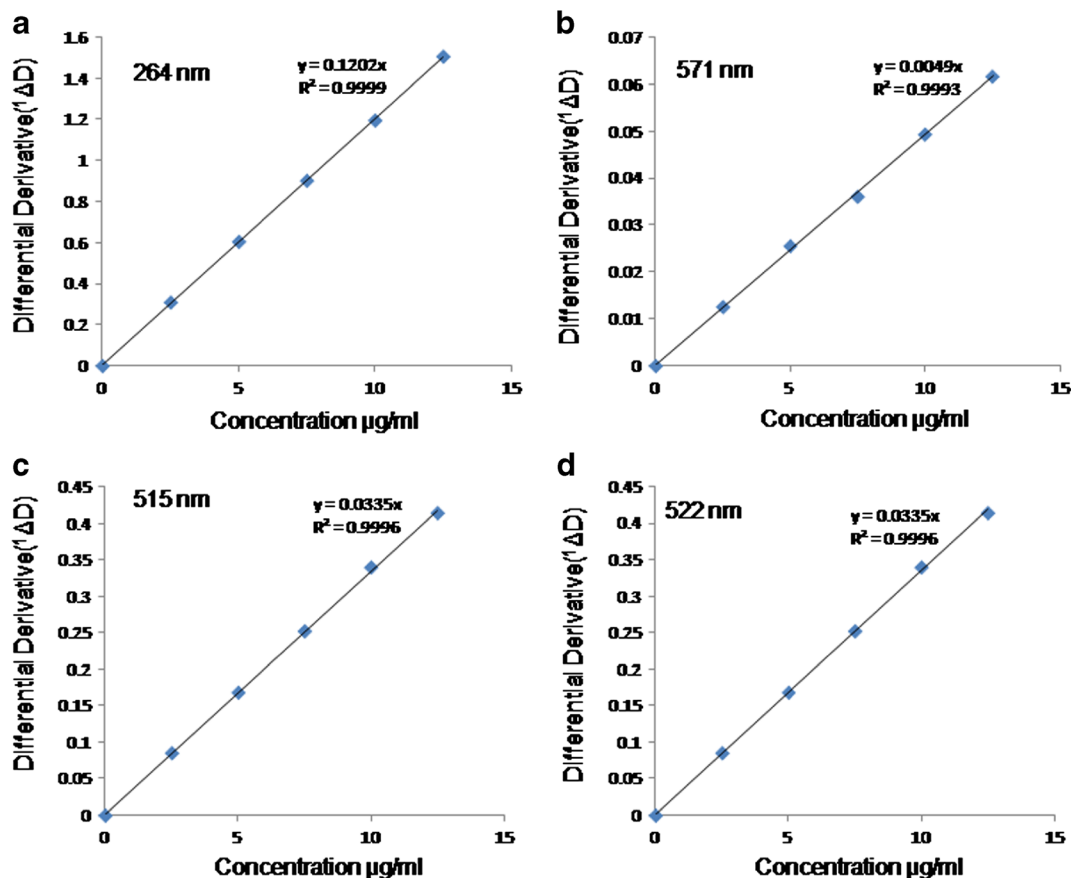 a
1.6
1.4
1.2
1
0.8
0.6
0.4
0.2
0
264 nm
y = 0.1202x
R² = 0.9999
Differential Derivative(¹ΔD)
0 5 10 15
Concentration µg/ml
b
0.07
0.06
0.05
0.04
0.03
0.02
0.01
0
571 nm
y = 0.0049x
R² = 0.9993
Differential Derivative(¹ΔD)
0 5 10 15
Concentration µg/ml
c
0.45
0.4
0.35
0.3
0.25
0.2
0.15
0.1
0.05
0
515 nm
y = 0.0335x
R² = 0.9996
Differential Derivative(¹ΔD)
0 5 10 15
Concentration µg/ml
d
0.45
0.4
0.35
0.3
0.25
0.2
0.15
0.1
0.05
0
522 nm
y = 0.0335x
R² = 0.9996
Differential Derivative(¹ΔD)
0 5 10 15
Concentration µg/ml